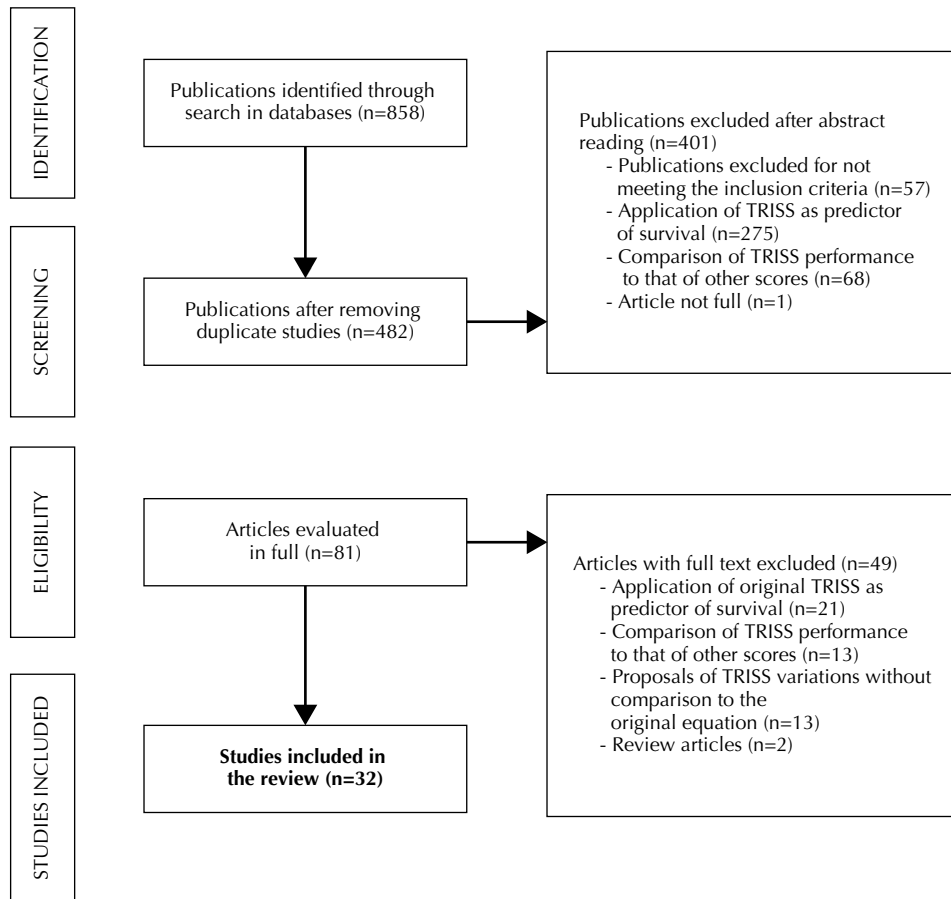 IDENTIFICATION
Publications identified through
search in databases (n=858)
Publications excluded after abstract
reading (n=401)
- Publications excluded for not
meeting the inclusion criteria (n=57)
- Application of TRISS as predictor
of survival (n=275)
- Comparison of TRISS performance
to that of other scores (n=68)
- Article not full (n=1)
SCREENING
Publications after removing
duplicate studies (n=482)
ELIGIBILITY
Articles evaluated
in full (n=81)
Articles with full text excluded (n=49)
- Application of original TRISS as
predictor of survival (n=21)
- Comparison of TRISS performance
to that of other scores (n=13)
- Proposals of TRISS variations without
comparison to the
original equation (n=13)
- Review articles (n=2)
STUDIES INCLUDED
Studies included in
the review (n=32)